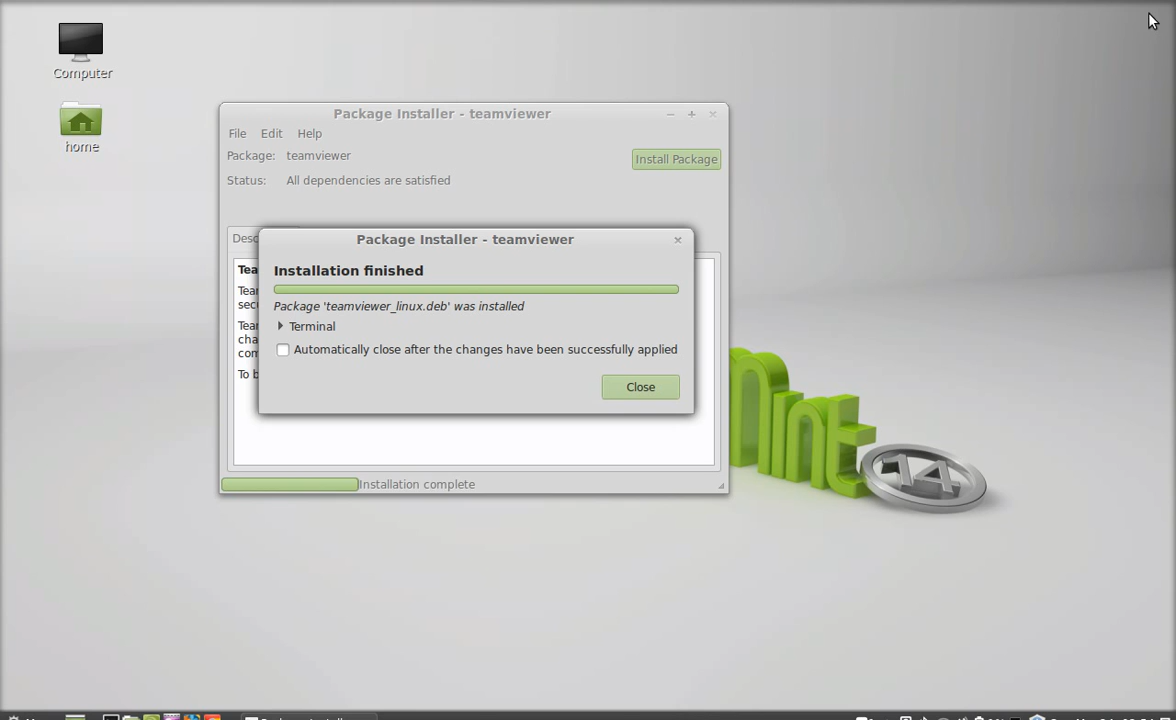 Computer
home
Package Installer - teamviewer
File Edit Help
Package: teamviewer
Install Package
Status: All dependencies are satisfied
Package Installer - teamviewer
Installation finished
Package 'teamviewer_linux.deb' was installed
Terminal
Automatically close after the changes have been successfully applied
Close
To b
Installation complete
Mint
14